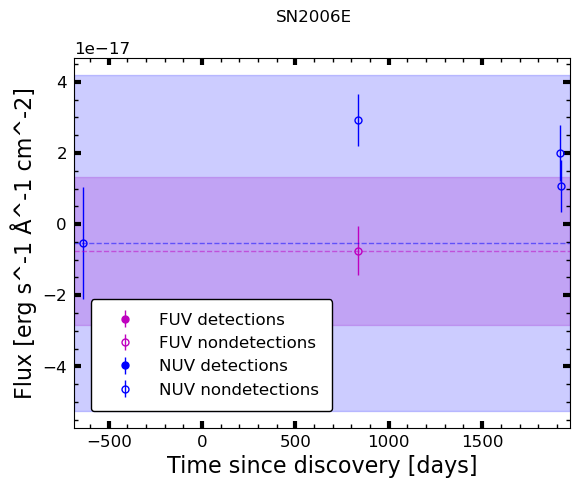 SN2006E
1e−17
Flux [erg s^-1 Å^-1 cm^-2]
4
2
0
−2
−4
FUV detections
FUV nondetections
NUV detections
NUV nondetections
−500
0
500
1000
1500
Time since discovery [days]